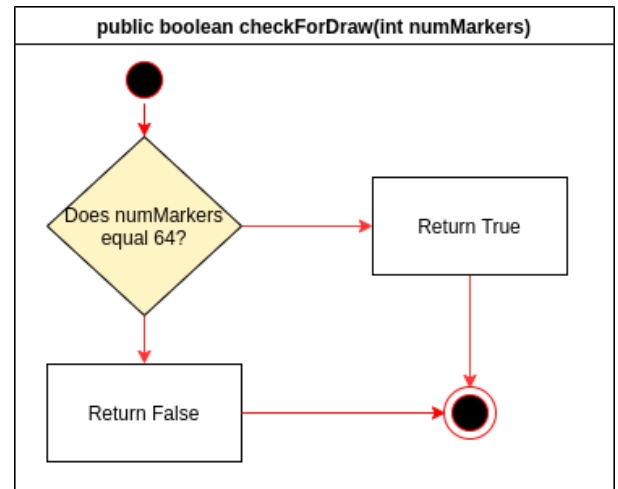 public boolean checkForDraw(int numMarkers)
Does numMarkers
equal 64?
Return True
Return False